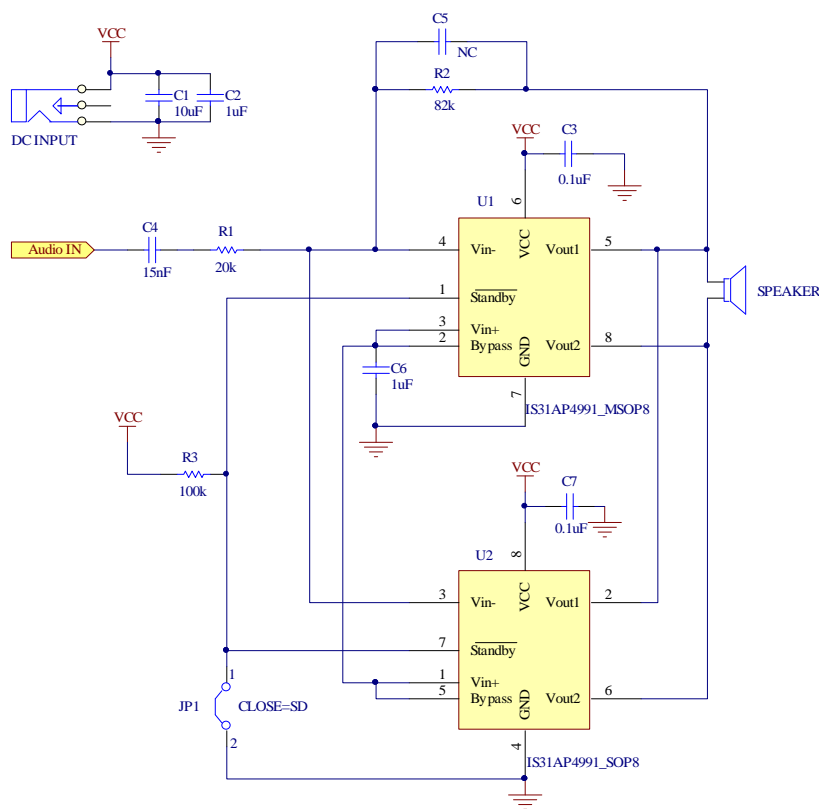 VCC
C1
10uF
C2
1uF
DC INPUT
C5
NC
R2
82k
VCC
C3
0.1uF
U1
6
Audio IN
C4
15nF
R1
20k
4
Vin-
VCC
Vout1
5
1
Standby
3
Vin+
2
Bypass
GND
Vout2
8
7
SPEAKER
C6
1uF
IS31AP4991_MSOP8
VCC
R3
100k
VCC
C7
0.1uF
U2
8
3
Vin-
VCC
Vout1
2
7
Standby
1
Vin+
5
Bypass
GND
Vout2
6
4
JP1
1
CLOSE=SD
2
IS31AP4991_SOP8